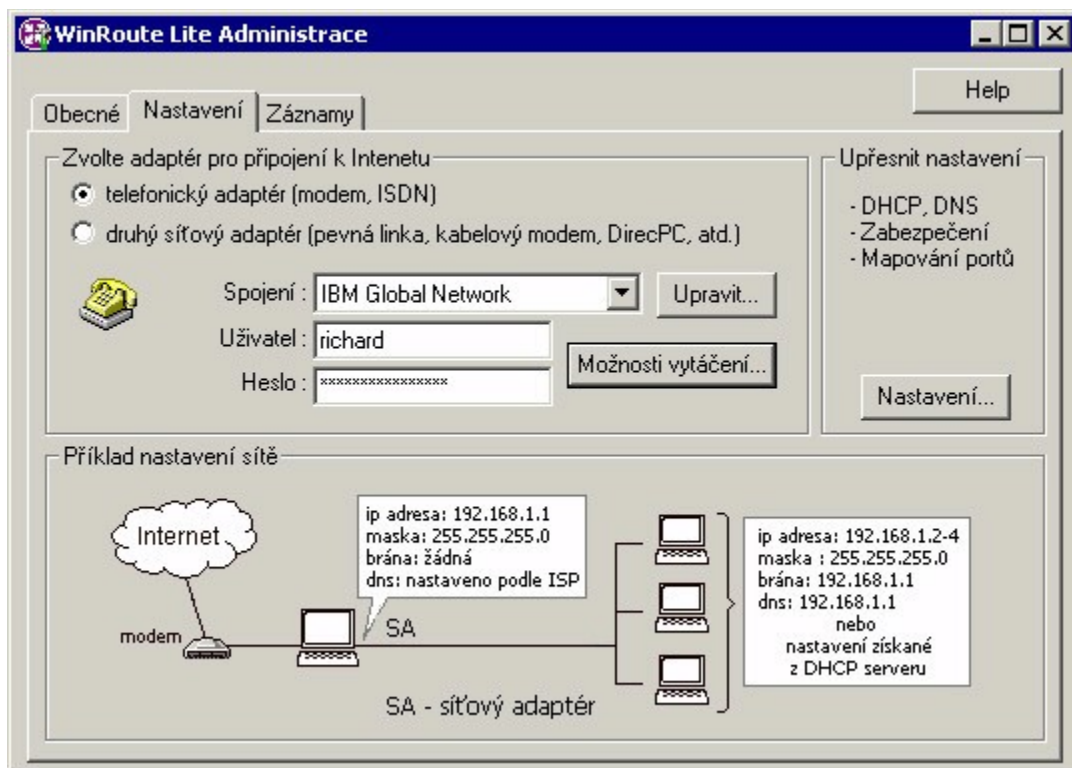 WinRoute Lite Administrace
Help
Obecné
Nastavení
Záznamy
Zvolte adaptér pro připojení k Intenetu
telefonický adaptér (modem, ISDN)
druhý síťový adaptér (pevná linka, kabelový modem, DirecPC, atd.)
Spojení : IBM Global Network
Upravit...
Uživatel : richard
Heslo : xxxxxxxxxxxxxxxx
Možnosti vytáčení...
Upřesnit nastavení
- DHCP, DNS
- Zabezpečení
- Mapování portů
Nastavení...
Příklad nastavení sítě
Internet
modem
ip adresa: 192.168.1.1
maska: 255.255.255.0
brána: žádná
dns: nastaveno podle ISP
SA
SA - síťový adaptér
ip adresa: 192.168.1.2-4
maska : 255.255.255.0
brána: 192.168.1.1
dns: 192.168.1.1
nebo
nastavení získané
z DHCP serveru